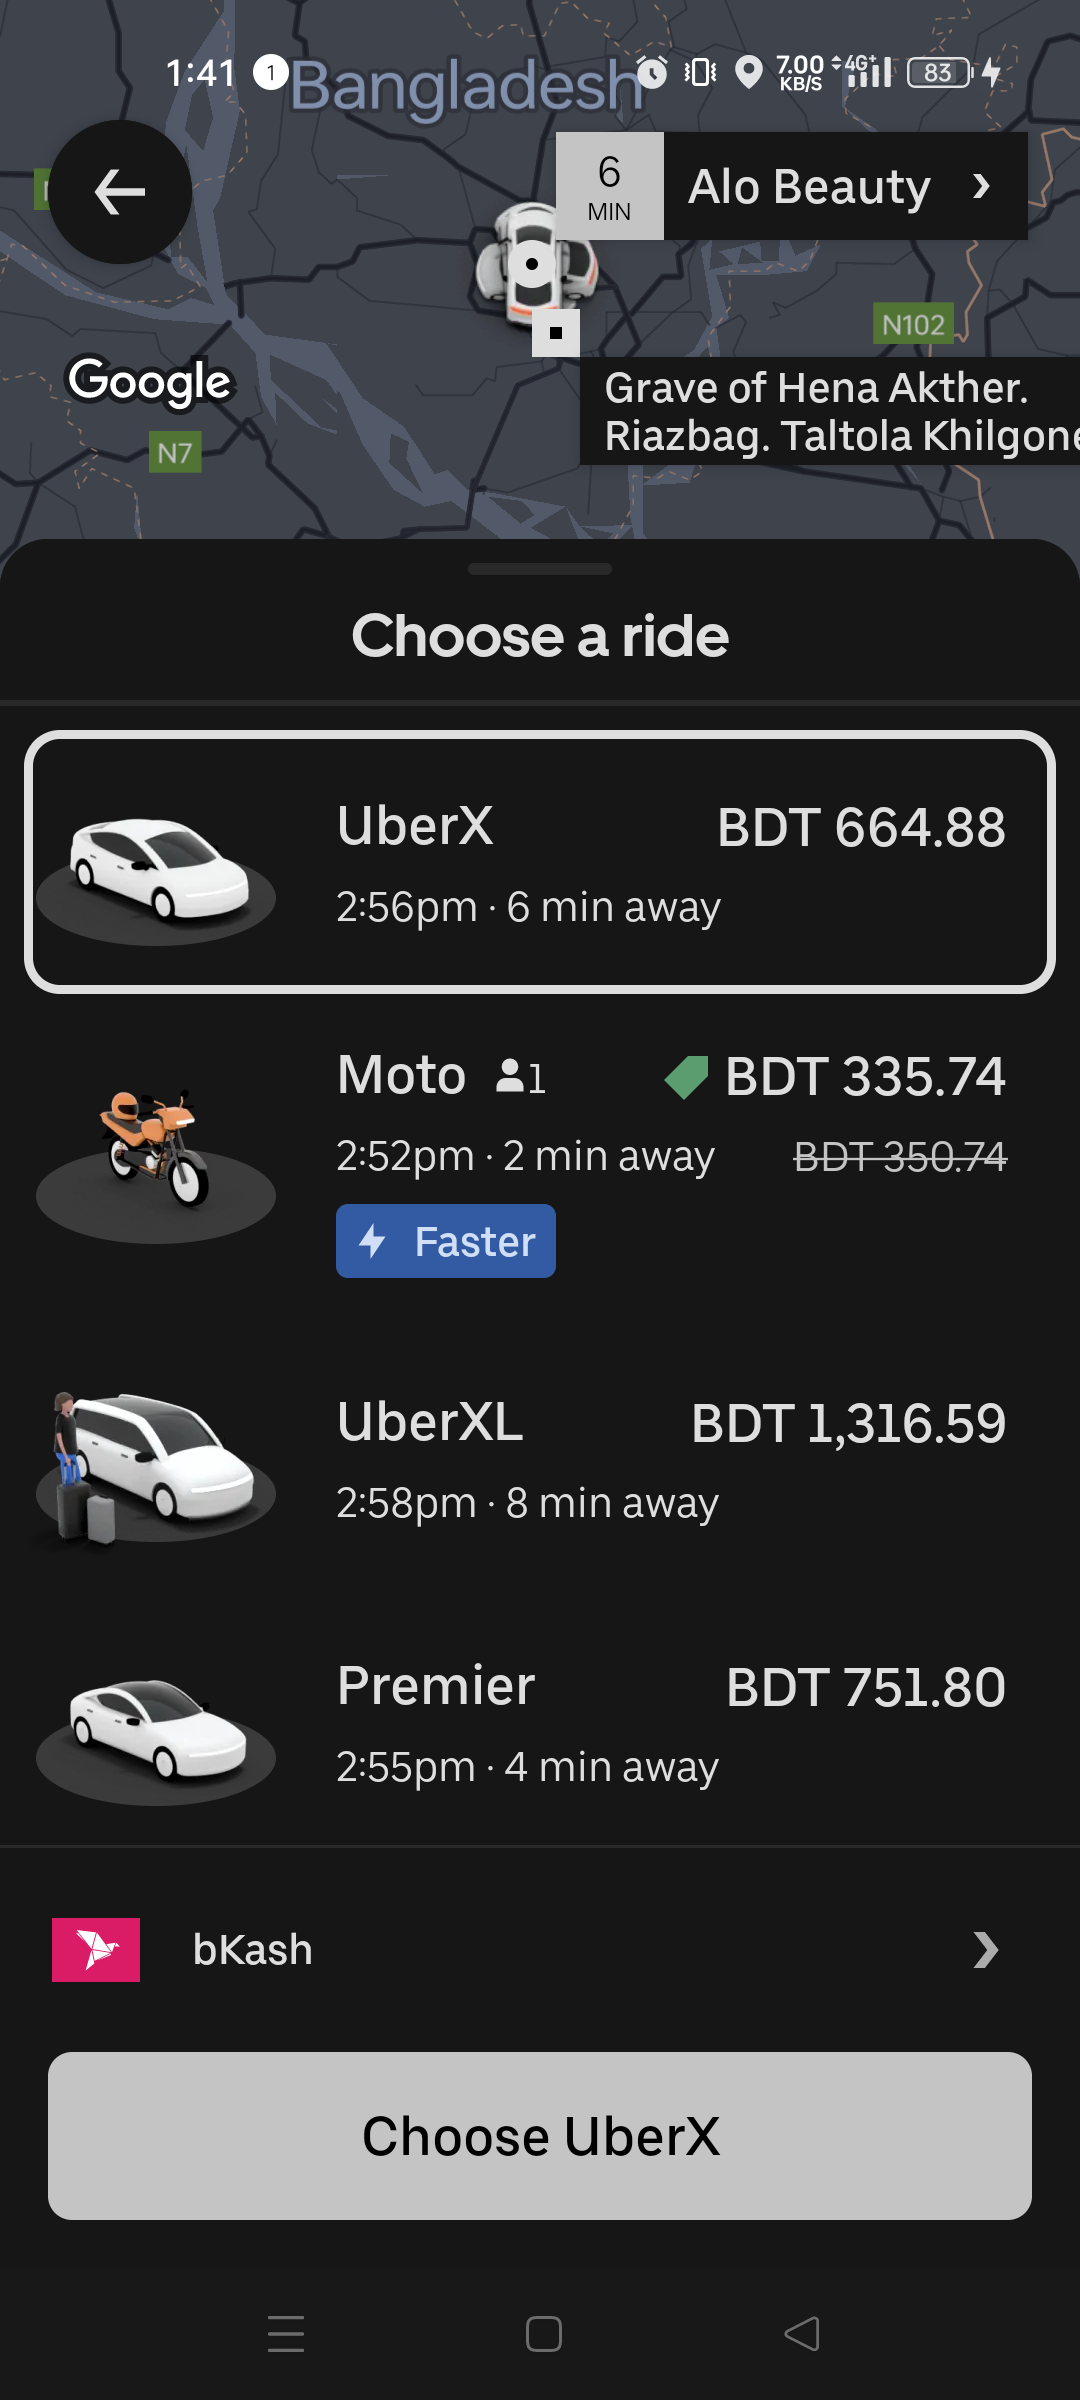 1:41
1
7.00 KB/S
4G+
83
Bangladesh
6
MIN
Alo Beauty
N102
Google
Grave of Hena Akther.
Riazbag. Taltola
N7
Choose a ride
UberX
BDT 664.88
2:56pm · 6 min away
Moto 1
BDT 335.74
2:52pm · 2 min away
BDT 350.74
Faster
UberXL
BDT 1,316.59
2:58pm · 8 min away
Premier
BDT 751.80
2:55pm · 4 min away
bKash
Choose UberX